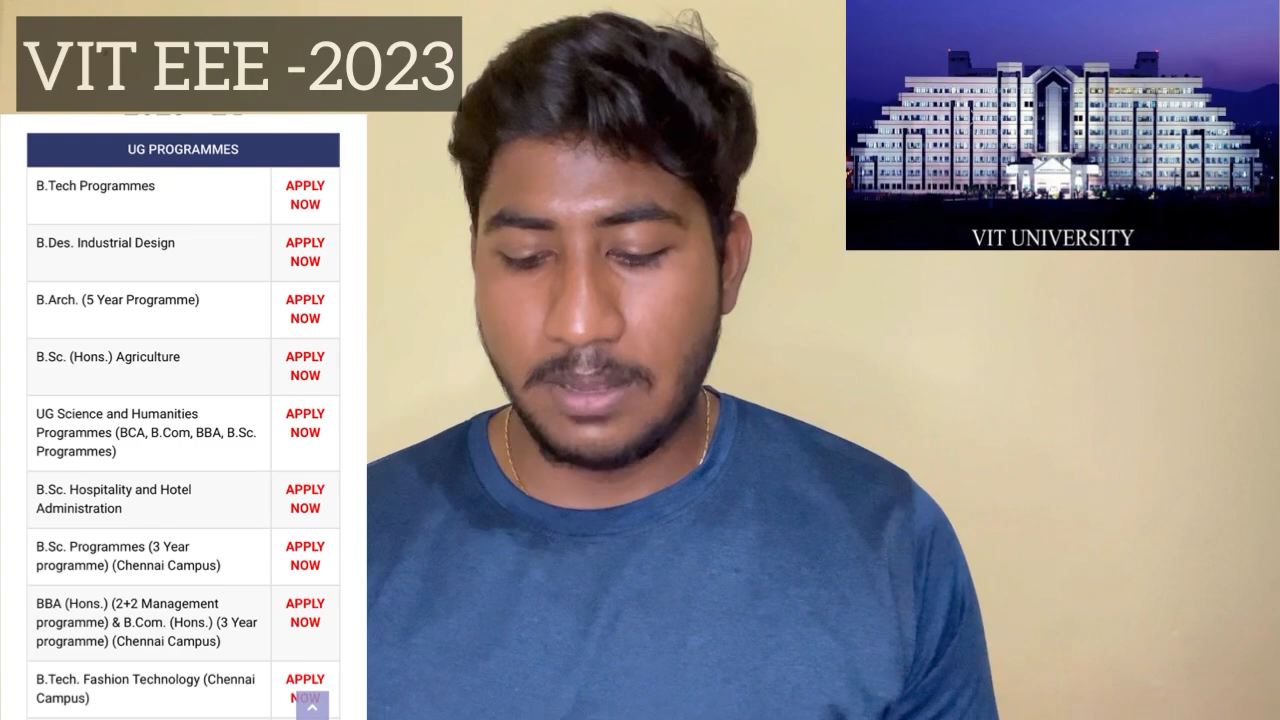 VIT EEE -2023
UG PROGRAMMES
B.Tech Programmes
APPLY
NOW
B.Des. Industrial Design
APPLY
NOW
B.Arch. (5 Year Programme)
APPLY
NOW
B.Sc. (Hons.) Agriculture
APPLY
NOW
UG Science and Humanities
Programmes (BCA, B.Com, BBA, B.Sc.
Programmes)
APPLY
NOW
B.Sc. Hospitality and Hotel
Administration
APPLY
NOW
B.Sc. Programmes (3 Year
programme) (Chennai Campus)
APPLY
NOW
BBA (Hons.) (2+2 Management
programme) & B.Com. (Hons.) (3 Year
programme) (Chennai Campus)
APPLY
NOW
B.Tech. Fashion Technology (Chennai
Campus)
APPLY
NOW
VIT UNIVERSITY